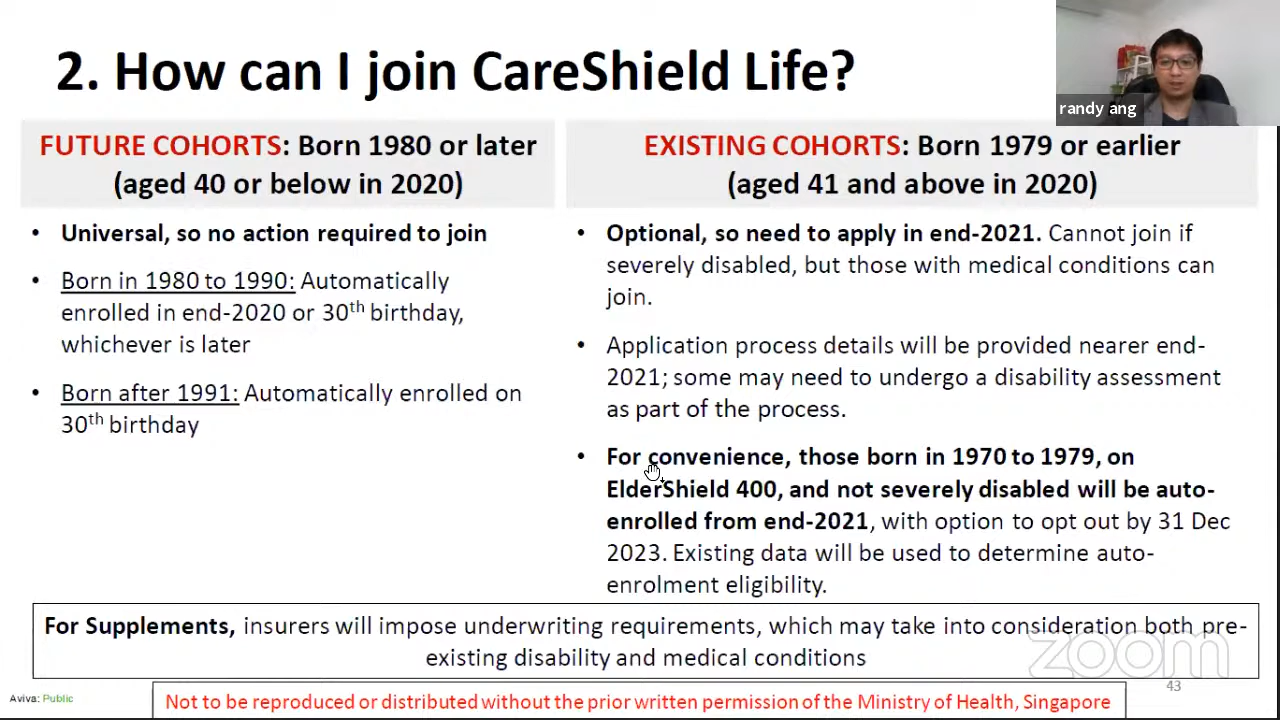 2. How can I join CareShield Life?
randy ang
FUTURE COHORTS: Born 1980 or later
(aged 40 or below in 2020)
• Universal, so no action required to join
• Born in 1980 to 1990: Automatically
enrolled in end-2020 or 30th birthday,
whichever is later
• Born after 1991: Automatically enrolled on
30th birthday
EXISTING COHORTS: Born 1979 or earlier
(aged 41 and above in 2020)
• Optional, so need to apply in end-2021. Cannot join if
severely disabled, but those with medical conditions can
join.
• Application process details will be provided nearer end-
2021; some may need to undergo a disability assessment
as part of the process.
• For convenience, those born in 1970 to 1979, on
ElderShield 400, and not severely disabled will be auto-
enrolled from end-2021, with option to opt out by 31 Dec
2023. Existing data will be used to determine auto-
enrolment eligibility.
For Supplements, insurers will impose underwriting requirements, which may take into consideration both pre-
existing disability and medical conditions
zoom
43
Aviva: Public
Not to be reproduced or distributed without the prior written permission of the Ministry of Health, Singapore